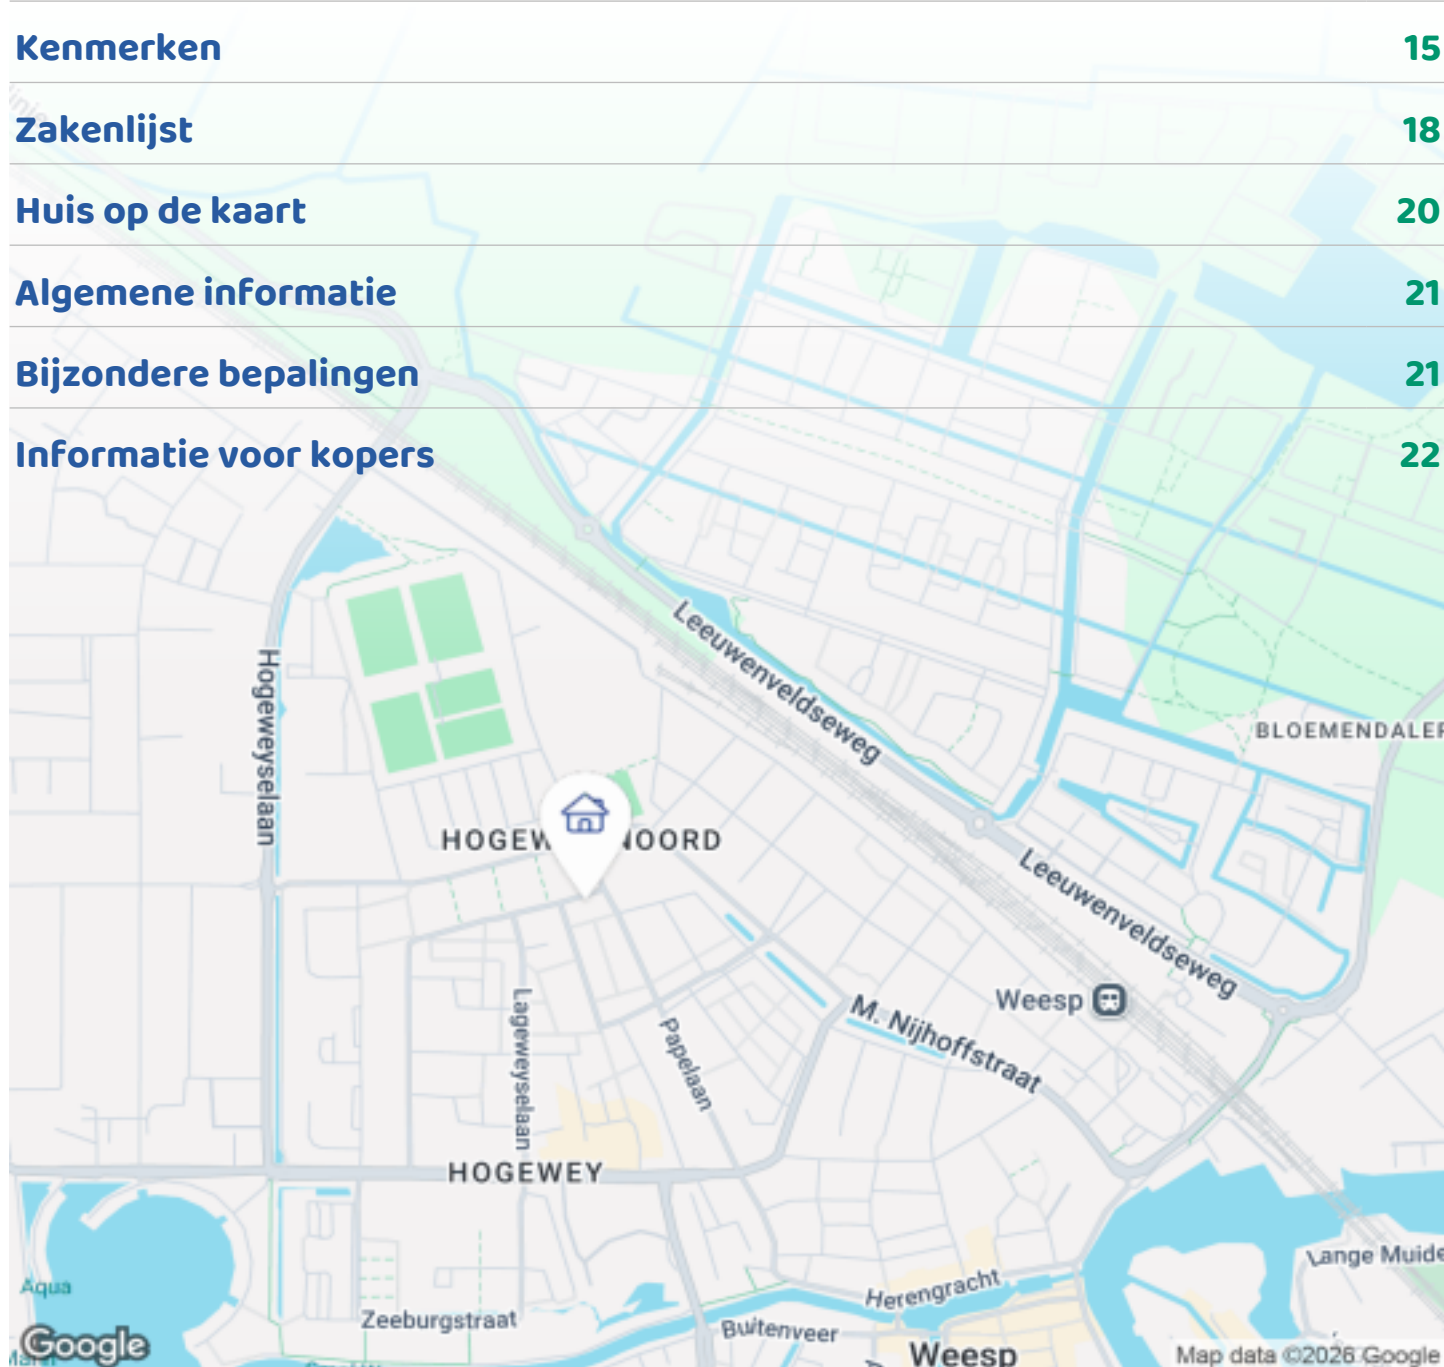 Kenmerken 15
Zakenlijst 18
Huis op de kaart 20
Algemene informatie 21
Bijzondere bepalingen 21
Informatie voor kopers 22
Leeuwenveldseweg
Hogeweyselaan
BLOEMENDALER
HOGEW NOORD
Leeuwenveldseweg
Weesp
Lageweyselaan
Papelaan
M. Nijhoffstraat
HOGEWEY
Lange Muide
Aqua
Herengracht
Zeeburgstraat
Buitenveer
Google
Weesp
Map data ©2026 Google